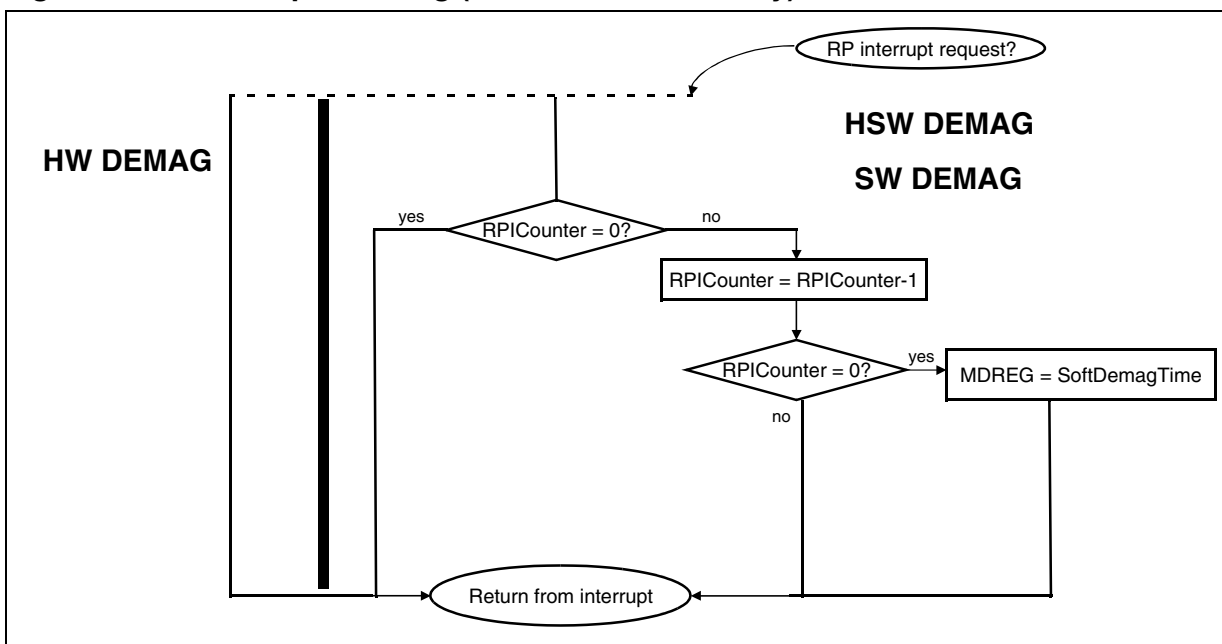 RP interrupt request?
HSW DEMAG
HW DEMAG
SW DEMAG
yes
RPICounter = 0?
no
RPICounter = RPICounter-1
RPICounter = 0?
yes
MDREG = SoftDemagTime
no
Return from interrupt